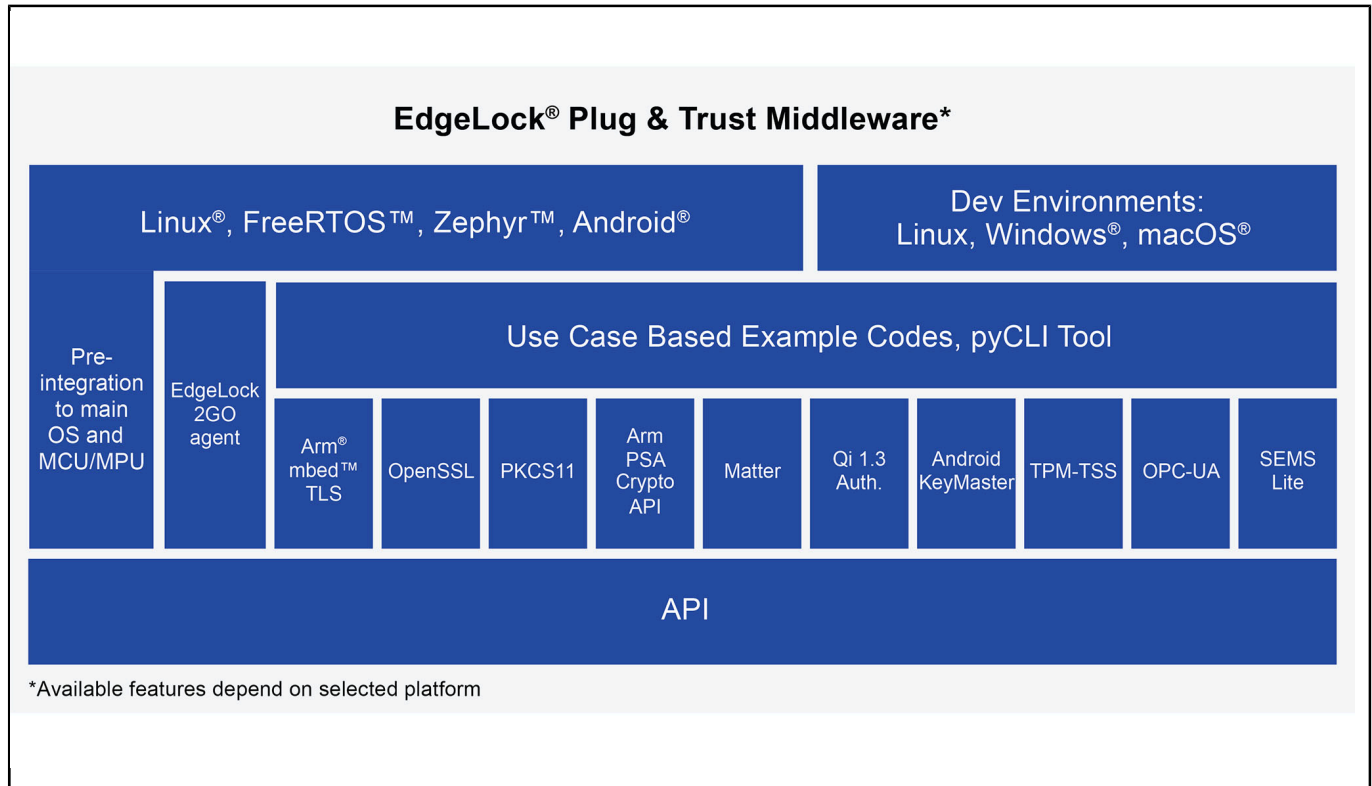 EdgeLock® Plug & Trust Middleware*
Linux®, FreeRTOS™, Zephyr™, Android®
Dev Environments:
Linux, Windows®, macOS®
Pre-
integration
to main
OS and
MCU/MPU
EdgeLock
2GO
agent
Use Case Based Example Codes, pyCLI Tool
Arm®
mbed™
TLS
OpenSSL
PKCS11
Arm
PSA
Crypto
API
Matter
Qi 1.3
Auth.
Android
KeyMaster
TPM-TSS
OPC-UA
SEMS
Lite
API
*Available features depend on selected platform